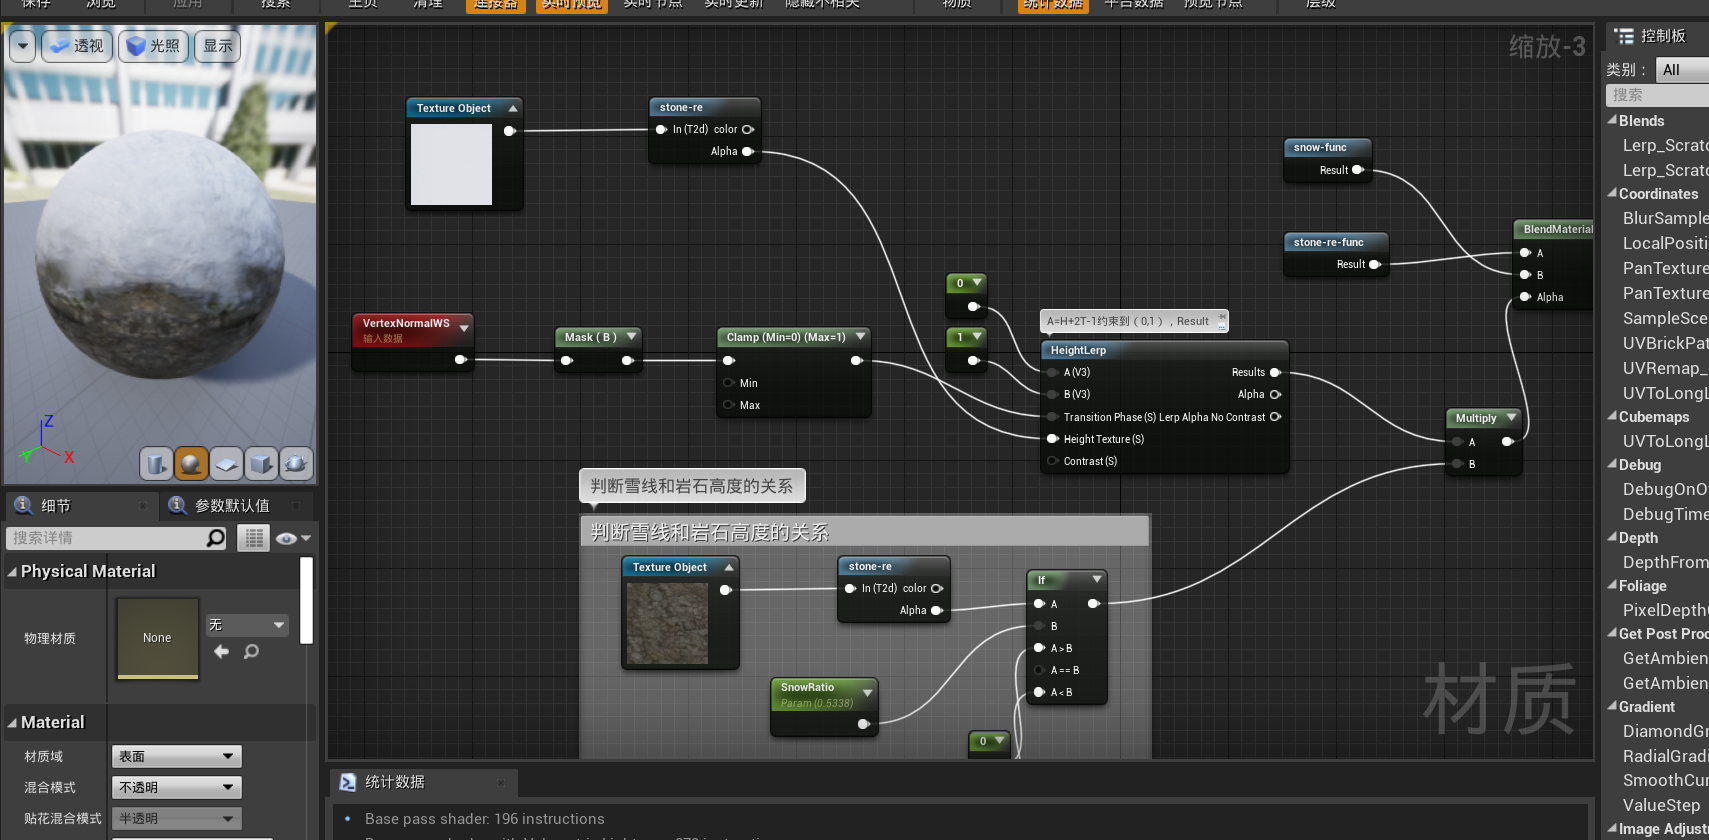 保存 浏览 应用 搜索 主页 清理 连接器 实时预览 实时节点 实时更新 隐藏不相关 物质 统计数据 平台数据 预览节点 层级
透视 光照 显示
缩放-3
控制板
类别： All
搜索
Blends
Lerp_Scratc
Lerp_Scratc
Coordinates
BlurSample
LocalPositi
PanTexture
PanTexture
SampleSce
UVBrickPat
UVRemap_
UVToLongL
Cubemaps
UVToLongL
Debug
DebugOnO
DebugTime
Depth
DepthFrom
Foliage
PixelDepth
Get Post Proc
GetAmbien
GetAmbien
Gradient
DiamondGr
RadialGradi
SmoothCur
ValueStep
Image Adjust
Texture Object
stone-re
In (T2d) color
Alpha
snow-func
Result
stone-re-func
Result
BlendMaterial
A
B
Alpha
VertexNormalWS
输入数据
Mask ( B )
Clamp (Min=0) (Max=1)
Min
Max
0
1
A=H+2T-1约束到（0,1），Result
HeightLerp
A (V3) Results
B (V3) Alpha
Transition Phase (S) Lerp Alpha No Contrast
Height Texture (S)
Contrast (S)
Multiply
A
B
判断雪线和岩石高度的关系
判断雪线和岩石高度的关系
Texture Object
stone-re
In (T2d) color
Alpha
If
A
B
A > B
A == B
A < B
SnowRatio
Param (0.5338)
0
材质
Z
Y
X
细节 参数默认值
搜索详情
Physical Material
物理材质 None 无
Material
材质域 表面
混合模式 不透明
贴花混合模式 半透明
统计数据
Base pass shader: 196 instructions